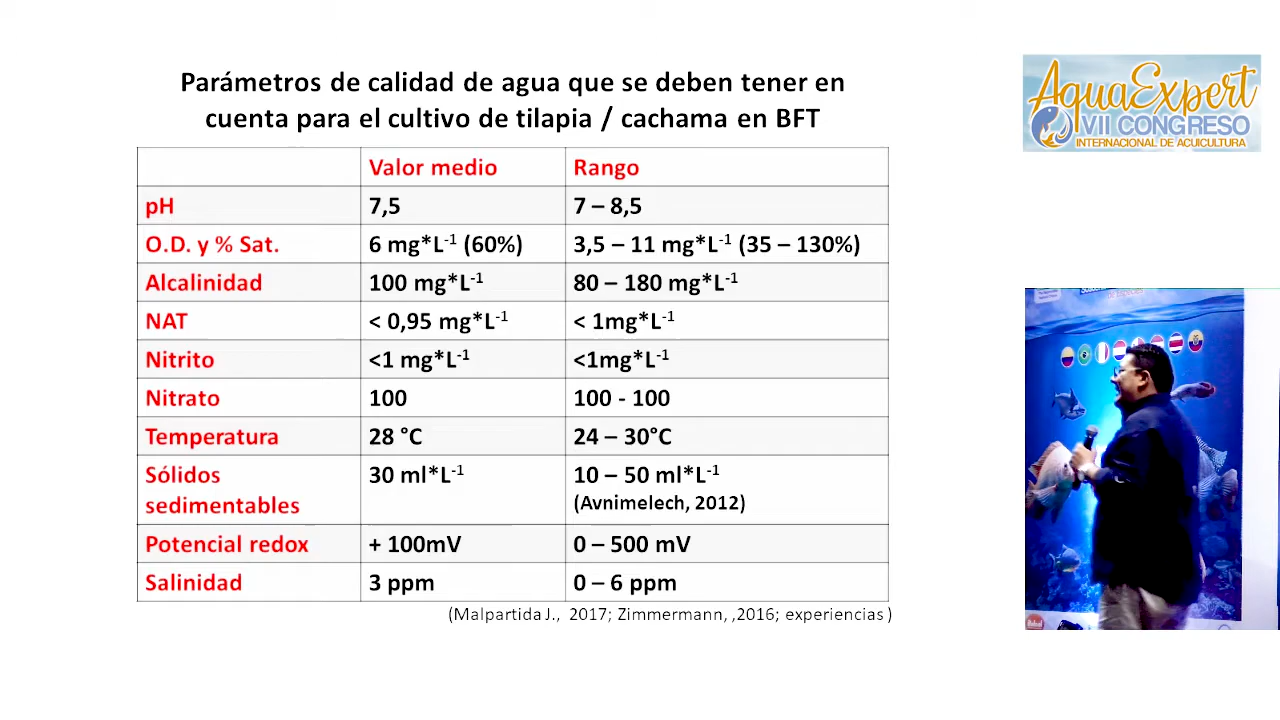 Parámetros de calidad de agua que se deben tener en
cuenta para el cultivo de tilapia / cachama en BFT
Valor medio Rango
pH 7,5 7 – 8,5
O.D. y % Sat. 6 mg*L-1 (60%) 3,5 – 11 mg*L-1 (35 – 130%)
Alcalinidad 100 mg*L-1 80 – 180 mg*L-1
NAT < 0,95 mg*L-1 < 1mg*L-1
Nitrito <1 mg*L-1 <1mg*L-1
Nitrato 100 100 - 100
Temperatura 28 °C 24 – 30°C
Sólidos sedimentables 30 ml*L-1 10 – 50 ml*L-1
(Avnimelech, 2012)
Potencial redox + 100mV 0 – 500 mV
Salinidad 3 ppm 0 – 6 ppm
(Malpartida J., 2017; Zimmermann, ,2016; experiencias )
AquaExpert
VII CONGRESO
INTERNACIONAL DE ACUICULTURA